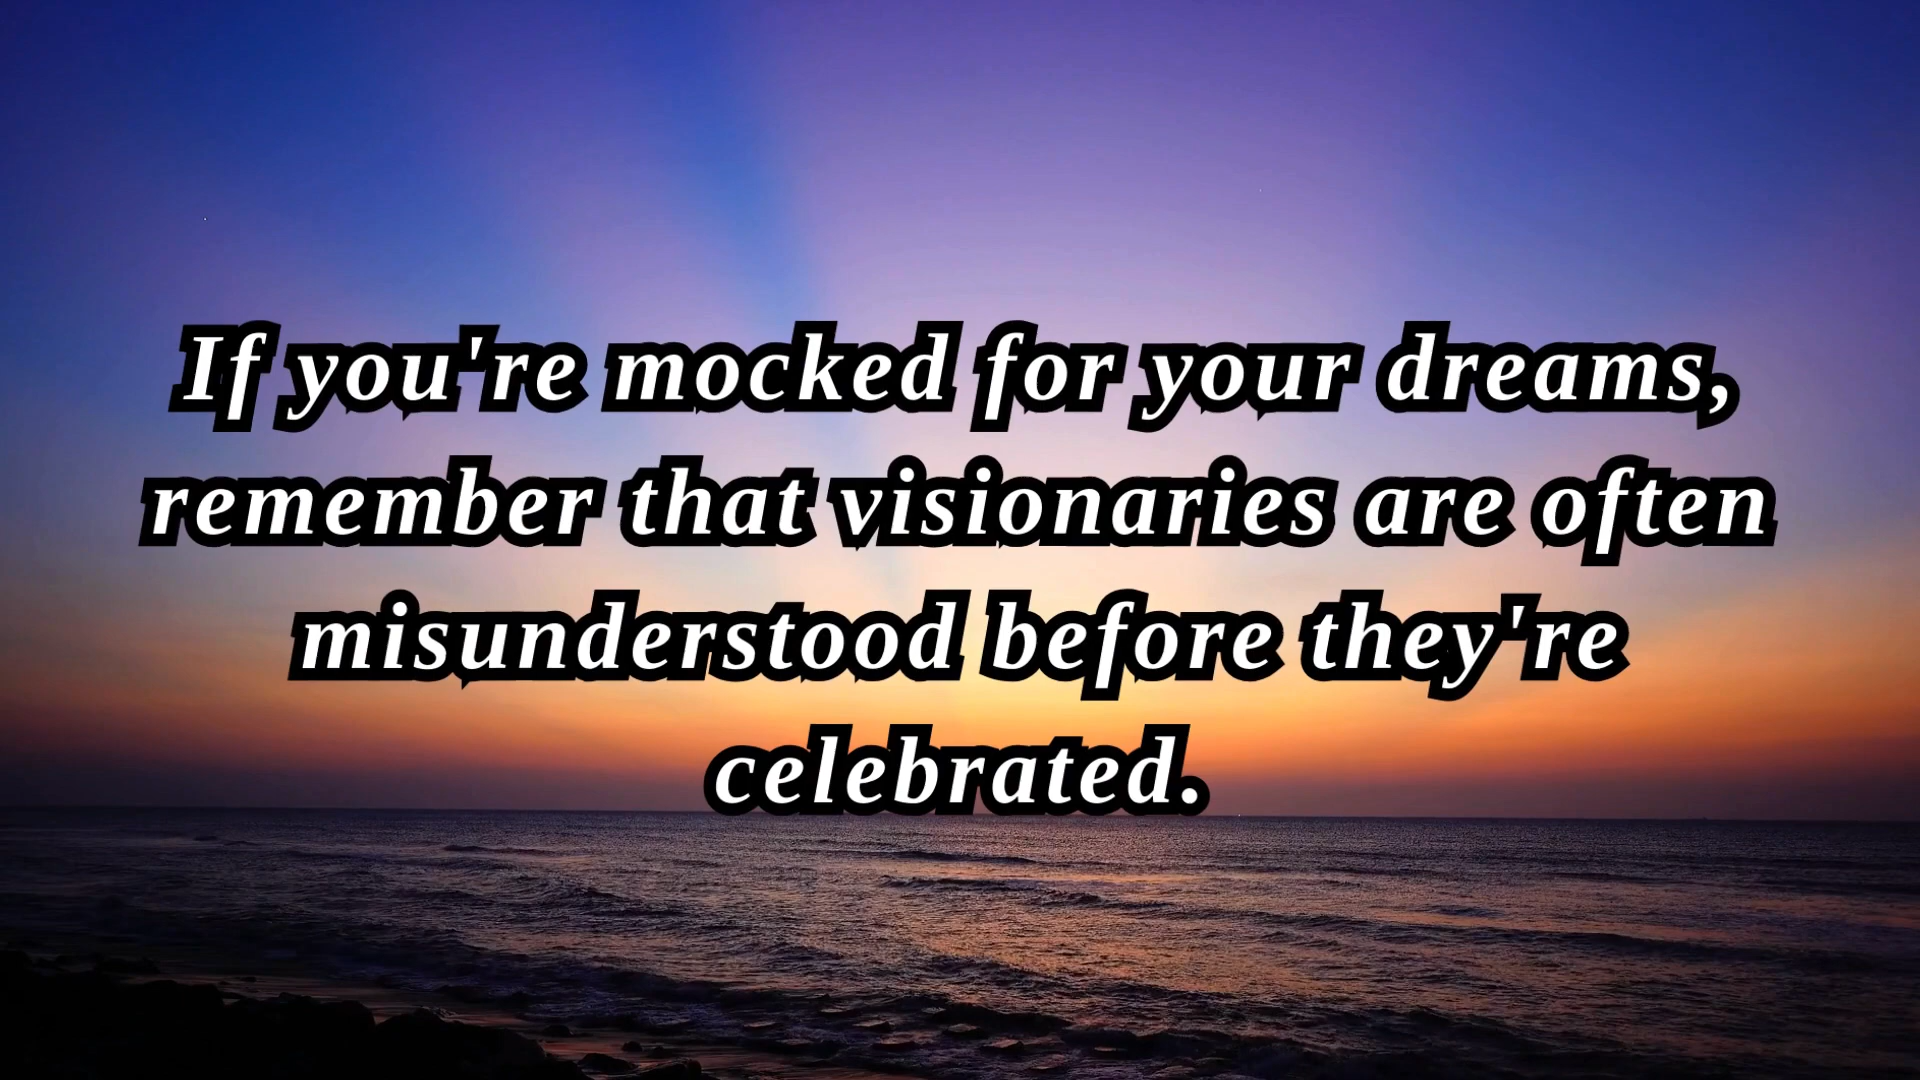 If you're mocked for your dreams,
remember that visionaries are often
misunderstood before they're
celebrated.